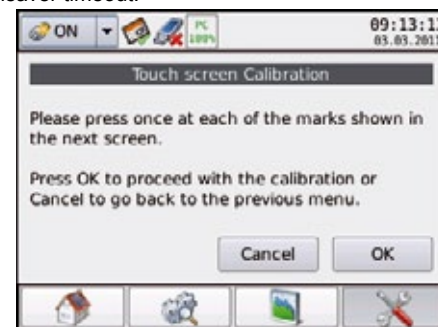 ON
PC
100%
09:13:1
03.03.201
Touch screen Calibration
Please press once at each of the marks shown in
the next screen.
Press OK to proceed with the calibration or
Cancel to go back to the previous menu.
Cancel
OK